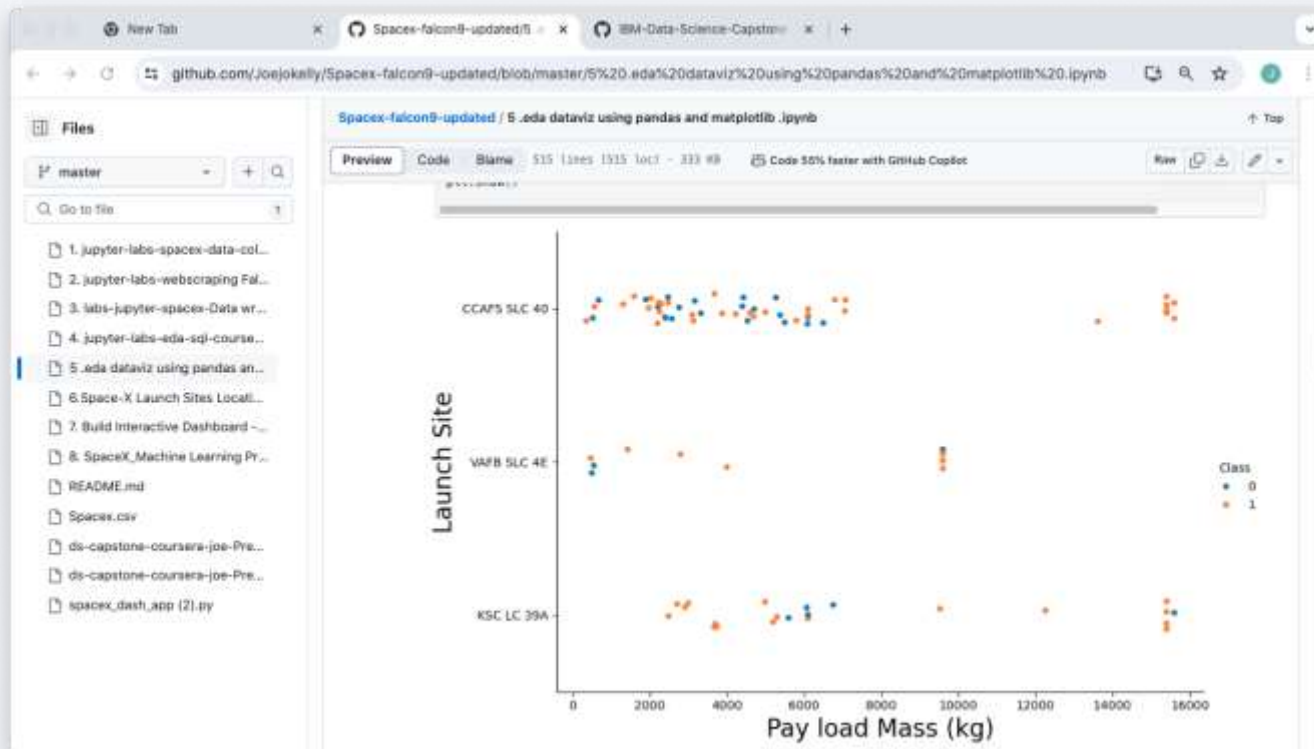 New Tab
Spacex-falcon9-updated/5
IBM-Data-Science-Capstone
github.com/Joejokelly/Spacex-falcon9-updated/blob/master/5%20.eda%20dataviz%20using%20pandas%20and%20matplotlib%20.ipynb
J
Files
Spacex-falcon9-updated / 5 .eda dataviz using pandas and matplotlib .ipynb
Top
master
Preview Code Blame 515 lines (515 loc) · 333 KB Code 55% faster with GitHub Copilot Raw
Go to file t
1. jupyter-labs-spacex-data-col...
2. jupyter-labs-webscraping Fal...
3. labs-jupyter-spacex-Data wr...
4. jupyter-labs-eda-sql-course...
5 .eda dataviz using pandas an...
6.Space-X Launch Sites Locati...
7. Build Interactive Dashboard -...
8. SpaceX_Machine Learning Pr...
README.md
Spacex.csv
ds-capstone-coursera-joe-Pre...
ds-capstone-coursera-joe-Pre...
spacex_dash_app (2).py
CCAFS SLC 40
VAFB SLC 4E
KSC LC 39A
Launch Site
Class
0
1
0 2000 4000 6000 8000 10000 12000 14000 16000
Pay load Mass (kg)